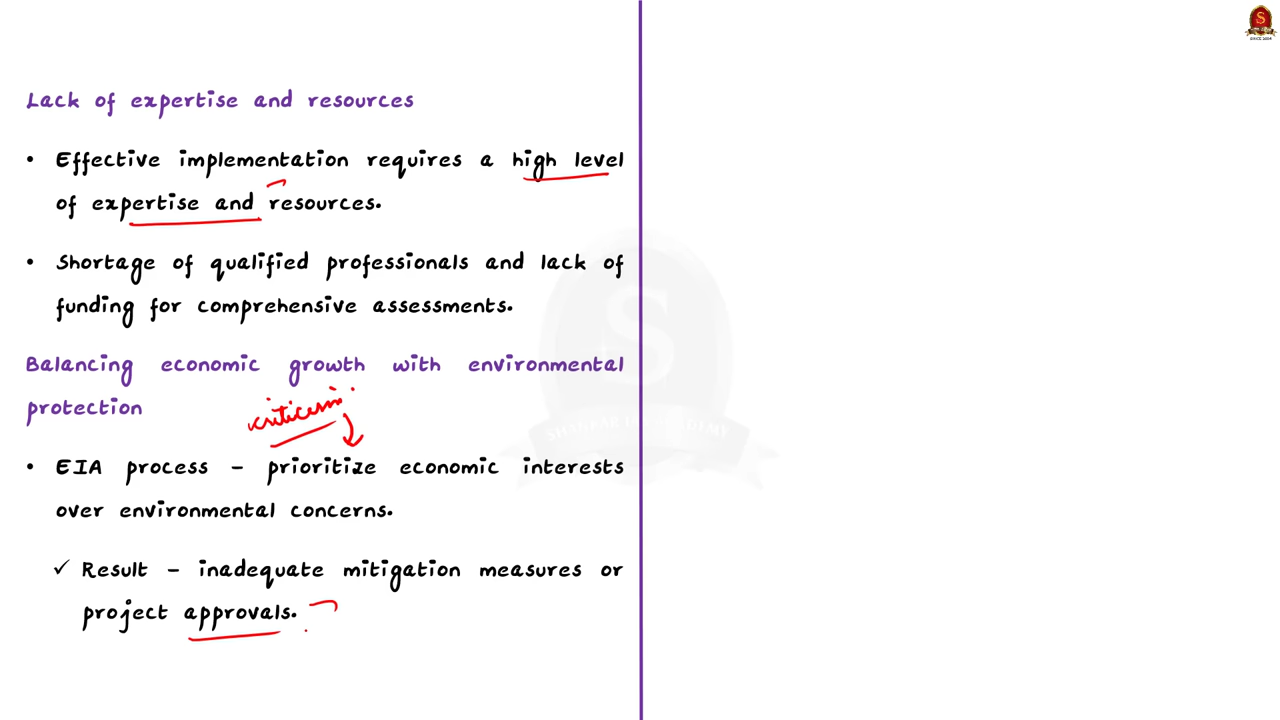 Lack of expertise and resources
• Effective implementation requires a high level
of expertise and resources.
• Shortage of qualified professionals and lack of
funding for comprehensive assessments.
Balancing economic growth with environmental
protection
criticism
• EIA process – prioritize economic interests
over environmental concerns.
✓ Result – inadequate mitigation measures or
project approvals.